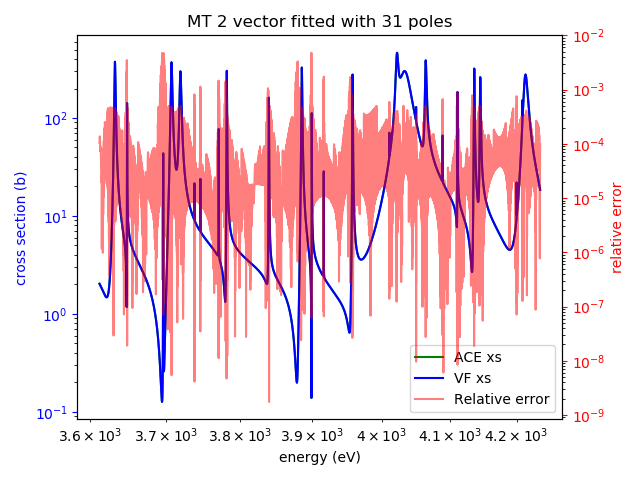 MT 2 vector fitted with 31 poles
cross section (b)
10²
10¹
10⁰
10⁻¹
10⁻²
10⁻³
10⁻⁴
10⁻⁵
10⁻⁶
10⁻⁷
10⁻⁸
10⁻⁹
relative error
ACE xs
VF xs
Relative error
3.6 × 10³ 3.7 × 10³ 3.8 × 10³ 3.9 × 10³ 4 × 10³ 4.1 × 10³ 4.2 × 10³
energy (eV)